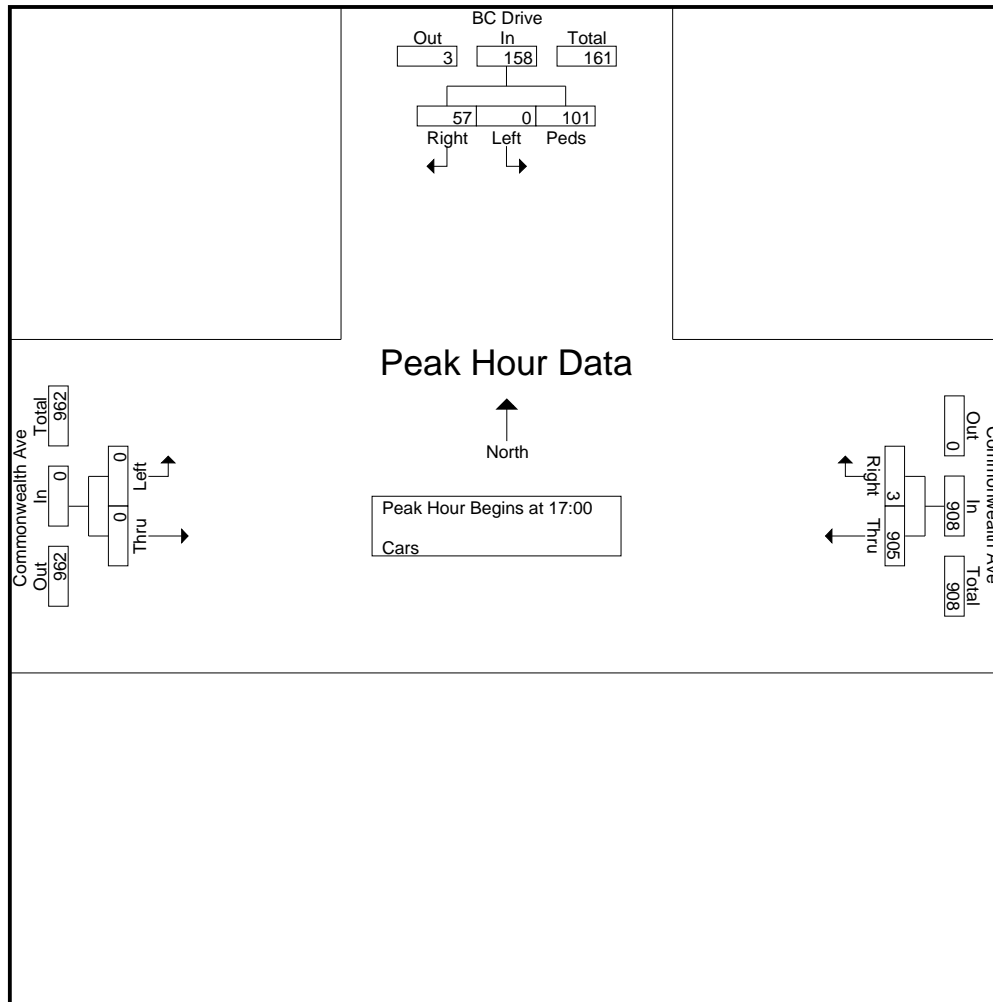 BC Drive
Out In Total
3 158 161
57 0 101
Right Left Peds
Peak Hour Data
North
Peak Hour Begins at 17:00
Cars
Commonwealth Ave
Out In Total
962 0 962
0 0
Left Thru
Commonwealth Ave
Out In Total
0 908 908
3 905
Right Thru